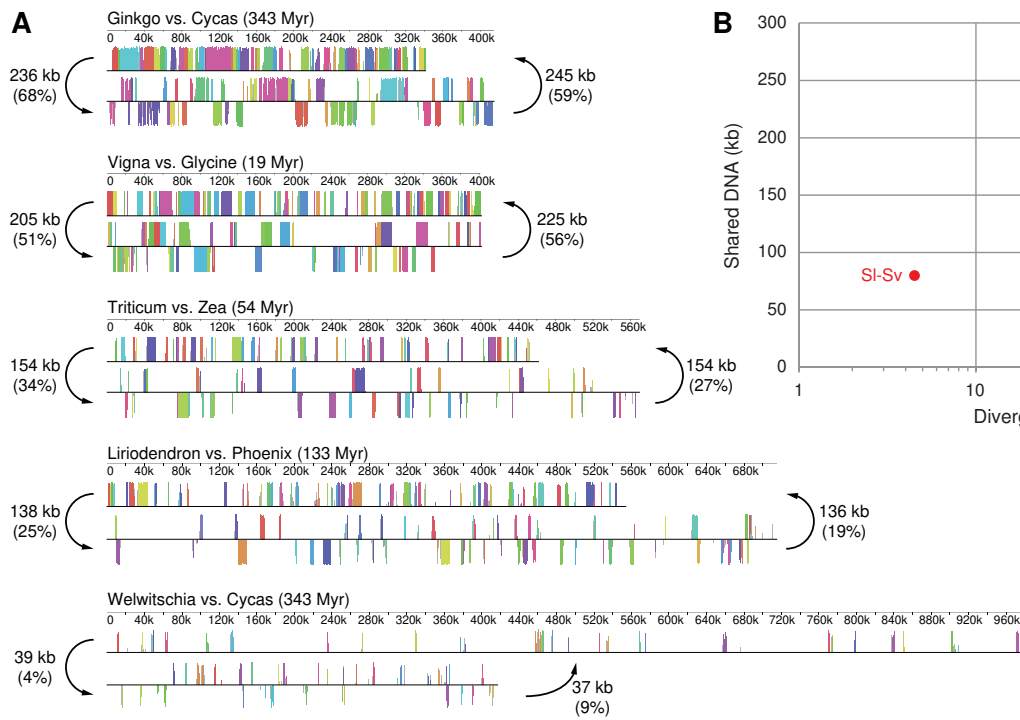 A
Ginkgo vs. Cycas (343 Myr)
0 40k 80k 120k 160k 200k 240k 280k 320k 360k 400k
236 kb
(68%)
245 kb
(59%)
Vigna vs. Glycine (19 Myr)
0 40k 80k 120k 160k 200k 240k 280k 320k 360k 400k
205 kb
(51%)
225 kb
(56%)
Triticum vs. Zea (54 Myr)
0 40k 80k 120k 160k 200k 240k 280k 320k 360k 400k 440k 480k 520k 560k
154 kb
(34%)
154 kb
(27%)
Liriodendron vs. Phoenix (133 Myr)
0 40k 80k 120k 160k 200k 240k 280k 320k 360k 400k 440k 480k 520k 560k 600k 640k 680k
138 kb
(25%)
136 kb
(19%)
Welwitschia vs. Cycas (343 Myr)
0 40k 80k 120k 160k 200k 240k 280k 320k 360k 400k 440k 480k 520k 560k 600k 640k 680k 720k 760k 800k 840k 880k 920k 960k
39 kb
(4%)
37 kb
(9%)
B
Shared DNA (kb)
300
250
200
150
100
50
0
Sl-Sv
1 10
Diverg